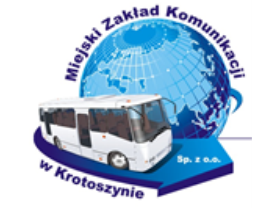 Miejski Zakład Komunikacji
Sp. z o.o.
w Krotoszynie